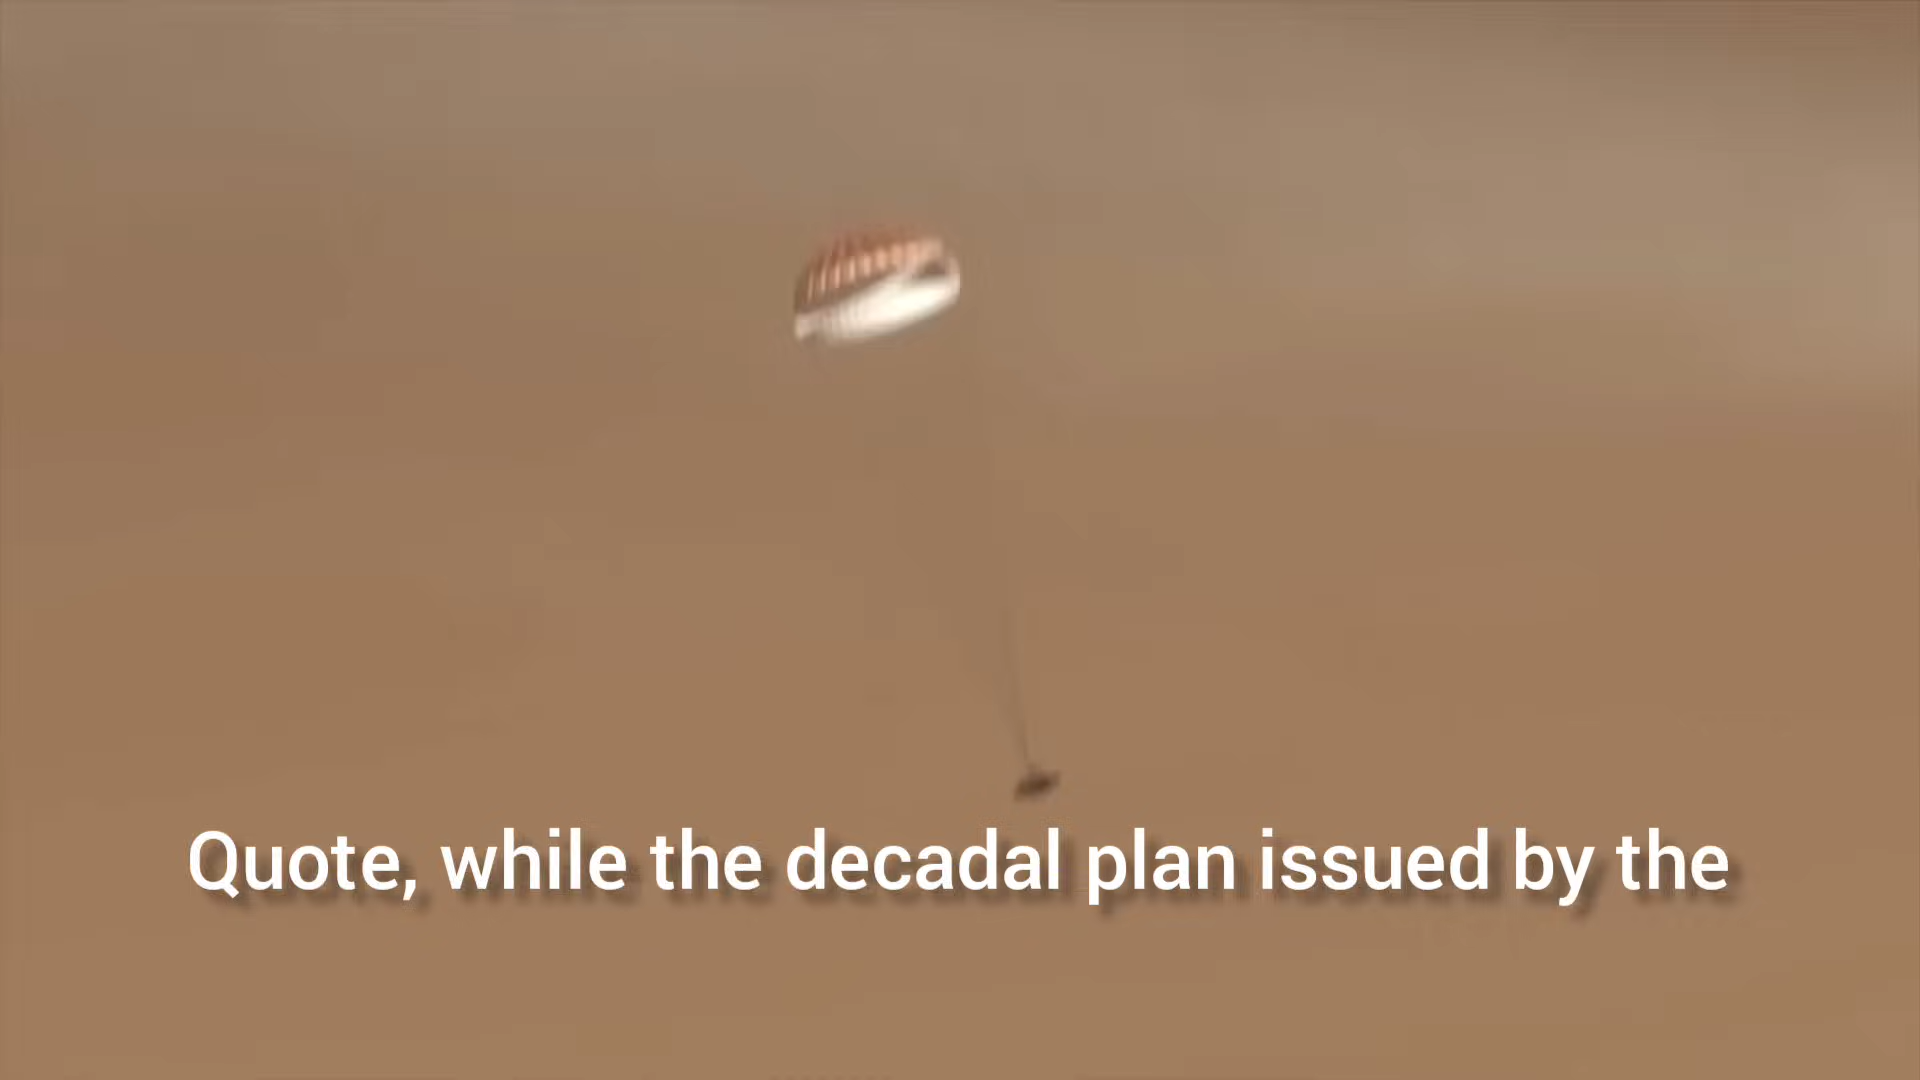 Quote, while the decadal plan issued by the